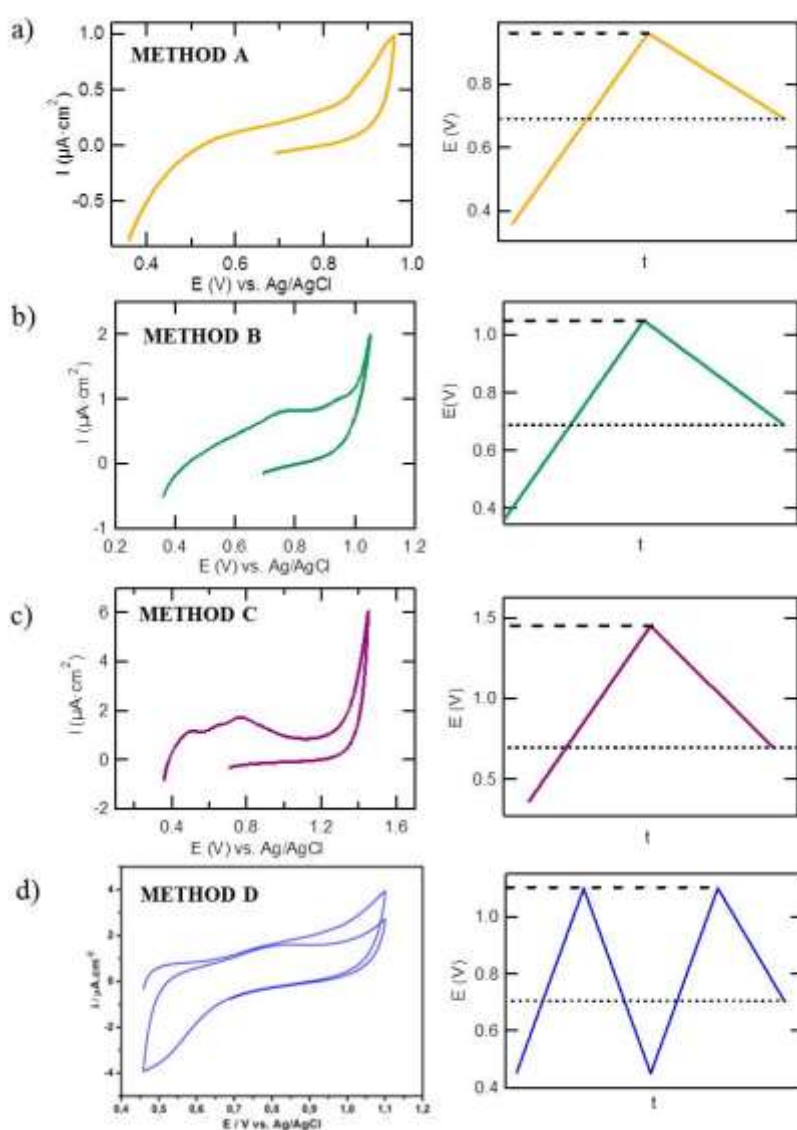 a)
METHOD A
I (µA·cm²)
1.0
0.5
0.0
-0.5
0.4
0.6
0.8
1.0
E (V) vs. Ag/AgCl
E (V)
0.8
0.4
t
b)
METHOD B
I (µA·cm⁻²)
2
1
0
-1
0.2
0.4
0.6
0.8
1.0
1.2
E (V) vs. Ag/AgCl
E(V)
1.0
0.8
0.6
0.4
t
c)
METHOD C
I (µA·cm⁻²)
6
4
2
0
-2
0.4
0.8
1.2
1.6
E (V) vs. Ag/AgCl
E (V)
1.5
1.0
0.5
t
d)
METHOD D
I / µA.cm⁻²
4
2
0
-2
-4
0,4
0,5
0,6
0,7
0,8
0,9
1,0
1,1
1,2
E / V vs. Ag/AgCl
E (V)
1.0
0.8
0.6
0.4
t